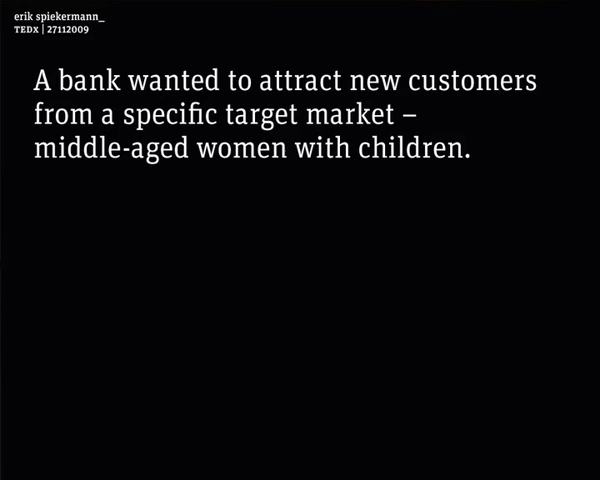 erik spiekermann_
TEDX | 27112009
A bank wanted to attract new customers
from a specific target market –
middle-aged women with children.